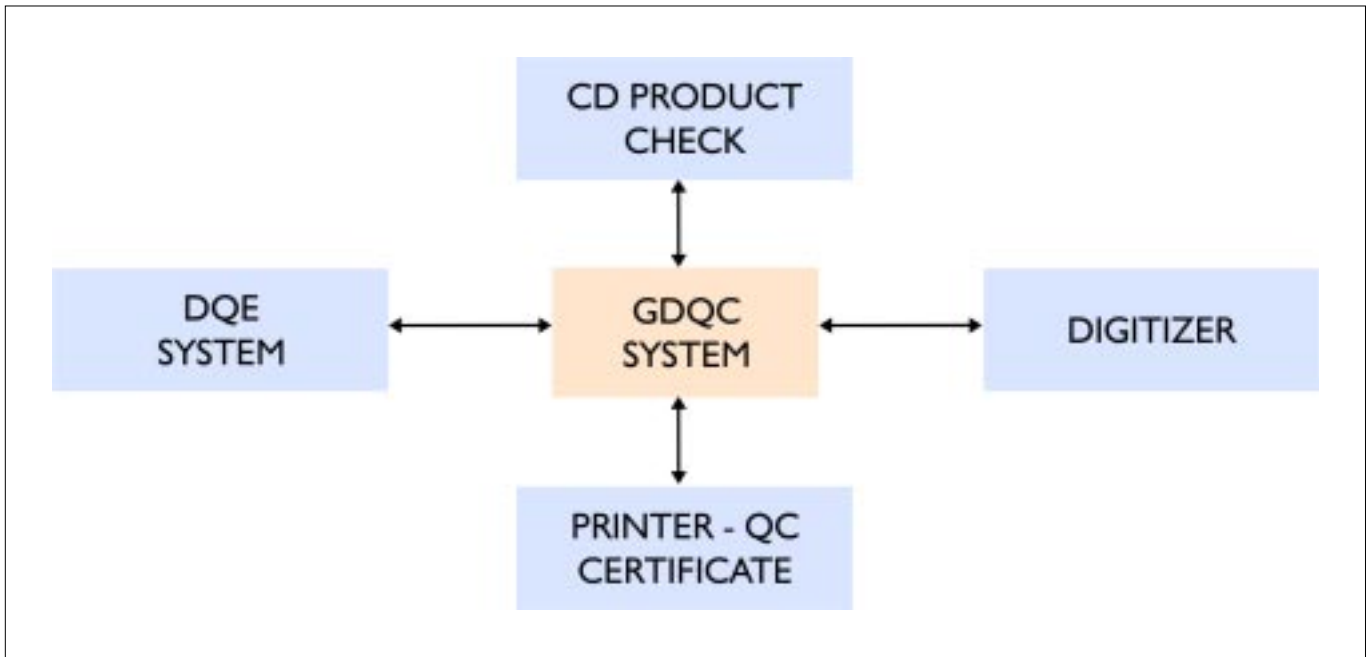 CD PRODUCT
CHECK
DQE
SYSTEM
GDQC
SYSTEM
DIGITIZER
PRINTER - QC
CERTIFICATE